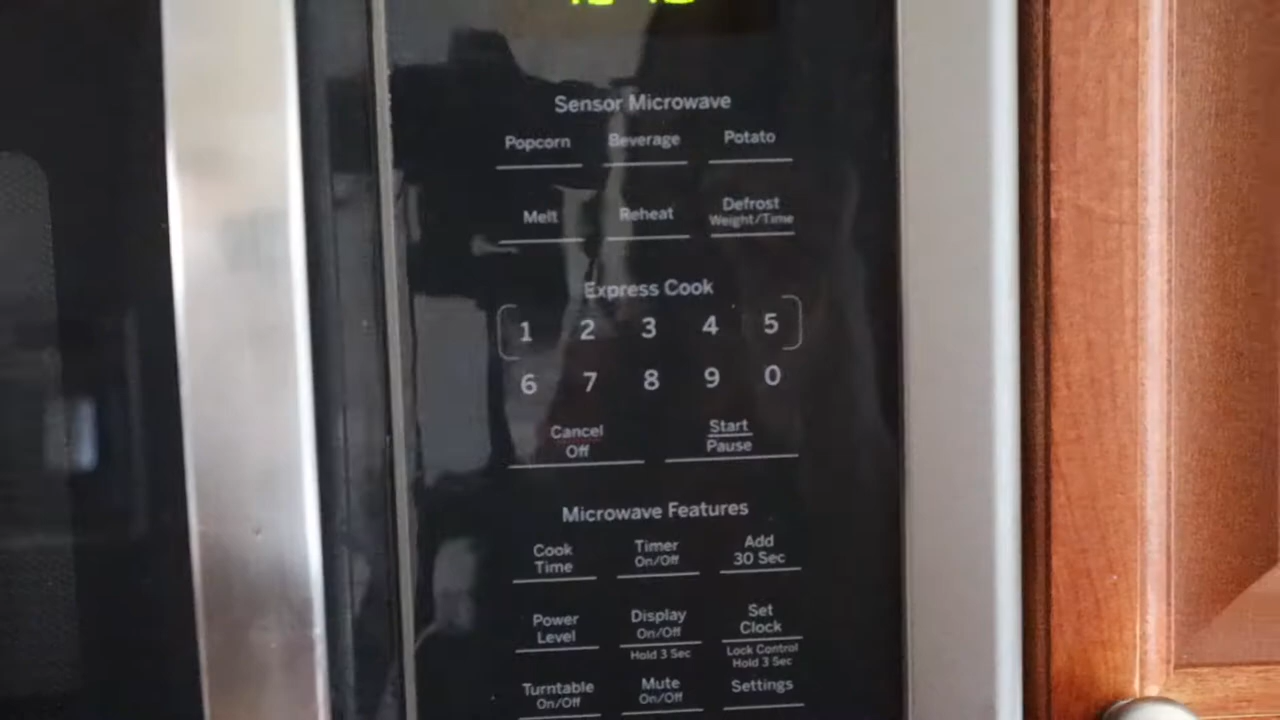 Sensor Microwave
Popcorn Beverage Potato
Melt Reheat Defrost
Weight/Time
Express Cook
1 2 3 4 5
6 7 8 9 0
Cancel Start
Off Pause
Microwave Features
Cook Timer Add
Time On/Off 30 Sec
Power Display Set
Level On/Off Clock
Hold 3 Sec Lock Control
Hold 3 Sec
Turntable Mute Settings
On/Off On/Off